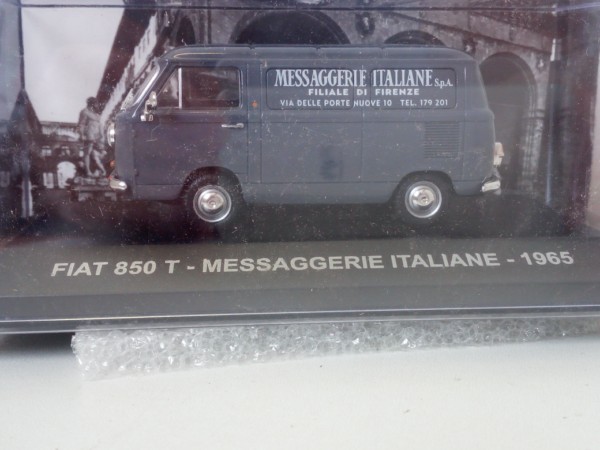 MESSAGGERIE ITALIANE S.p.A.
FILIALE DI FIRENZE
VIA DELLE PORTE NUOVE 10 TEL. 179 201
FIAT 850 T - MESSAGGERIE ITALIANE - 1965